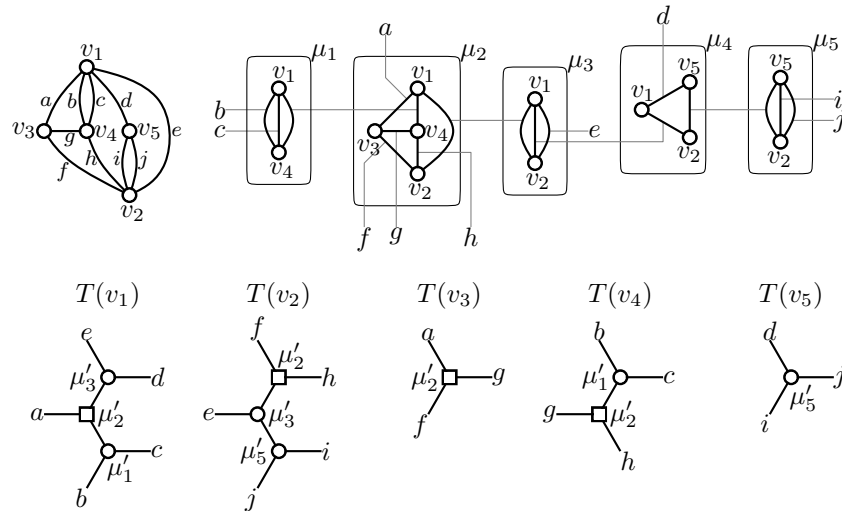 v1 a b c d e v3 g v4 v5 f h i j v2
b c v1 v4 μ1
a v1 v3 v4 v2 μ2 f g h
v1 v2 μ3 e
d v1 v5 v2 μ4
v5 v2 μ5 i j
T(v1) T(v2) T(v3) T(v4) T(v5)
e μ'3 d a μ'2 μ'1 c b
f μ'2 h e μ'3 μ'5 i j
a μ'2 g f
b μ'1 c g μ'2 h
d j μ'5 i